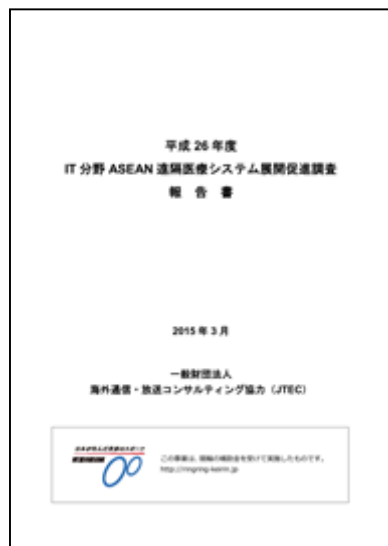 平成 26 年度
IT 分野 ASEAN 遠隔医療システム展開促進調査
報 告 書
2015 年 3 月
一般財団法人
海外通信・放送コンサルティング協力（JTEC）
この事業は、競輪の補助金を受けて実施したものです。
http://ringring-keirin.jp